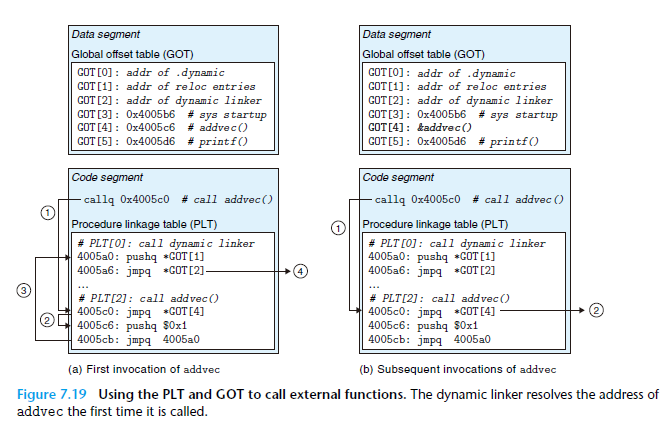 Data segment
Global offset table (GOT)
GOT[0]: addr of .dynamic
GOT[1]: addr of reloc entries
GOT[2]: addr of dynamic linker
GOT[3]: 0x4005b6 # sys startup
GOT[4]: 0x4005c6 # addvec()
GOT[5]: 0x4005d6 # printf()
Code segment
callq 0x4005c0 # call addvec()
Procedure linkage table (PLT)
# PLT[0]: call dynamic linker
4005a0: pushq *GOT[1]
4005a6: jmpq *GOT[2]
...
# PLT[2]: call addvec()
4005c0: jmpq *GOT[4]
4005c6: pushq $0x1
4005cb: jmpq 4005a0
1
2
3
4
(a) First invocation of addvec
Data segment
Global offset table (GOT)
GOT[0]: addr of .dynamic
GOT[1]: addr of reloc entries
GOT[2]: addr of dynamic linker
GOT[3]: 0x4005b6 # sys startup
GOT[4]: &addvec()
GOT[5]: 0x4005d6 # printf()
Code segment
callq 0x4005c0 # call addvec()
Procedure linkage table (PLT)
# PLT[0]: call dynamic linker
4005a0: pushq *GOT[1]
4005a6: jmpq *GOT[2]
...
# PLT[2]: call addvec()
4005c0: jmpq *GOT[4]
4005c6: pushq $0x1
4005cb: jmpq 4005a0
1
2
(b) Subsequent invocations of addvec
Figure 7.19 Using the PLT and GOT to call external functions. The dynamic linker resolves the address of
addvec the first time it is called.